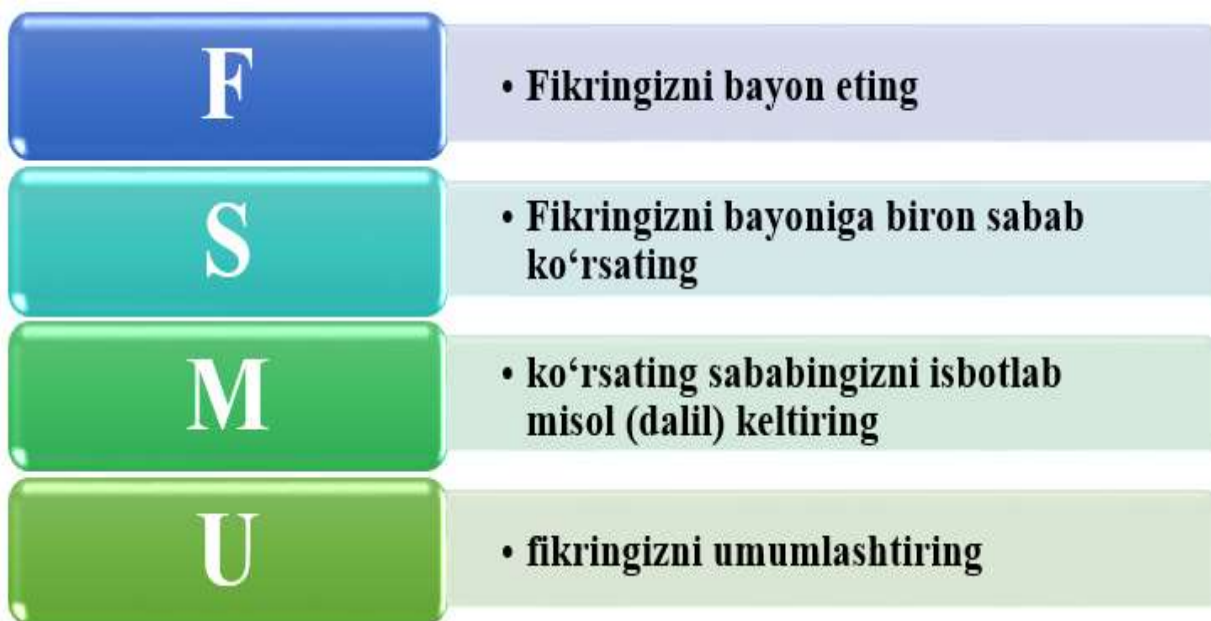 F
• Fikringizni bayon eting
S
• Fikringizni bayoniga biron sabab
ko‘rsating
M
• ko‘rsating sababingizni isbotlab
misol (dalil) keltiring
U
• fikringizni umumlashtiring